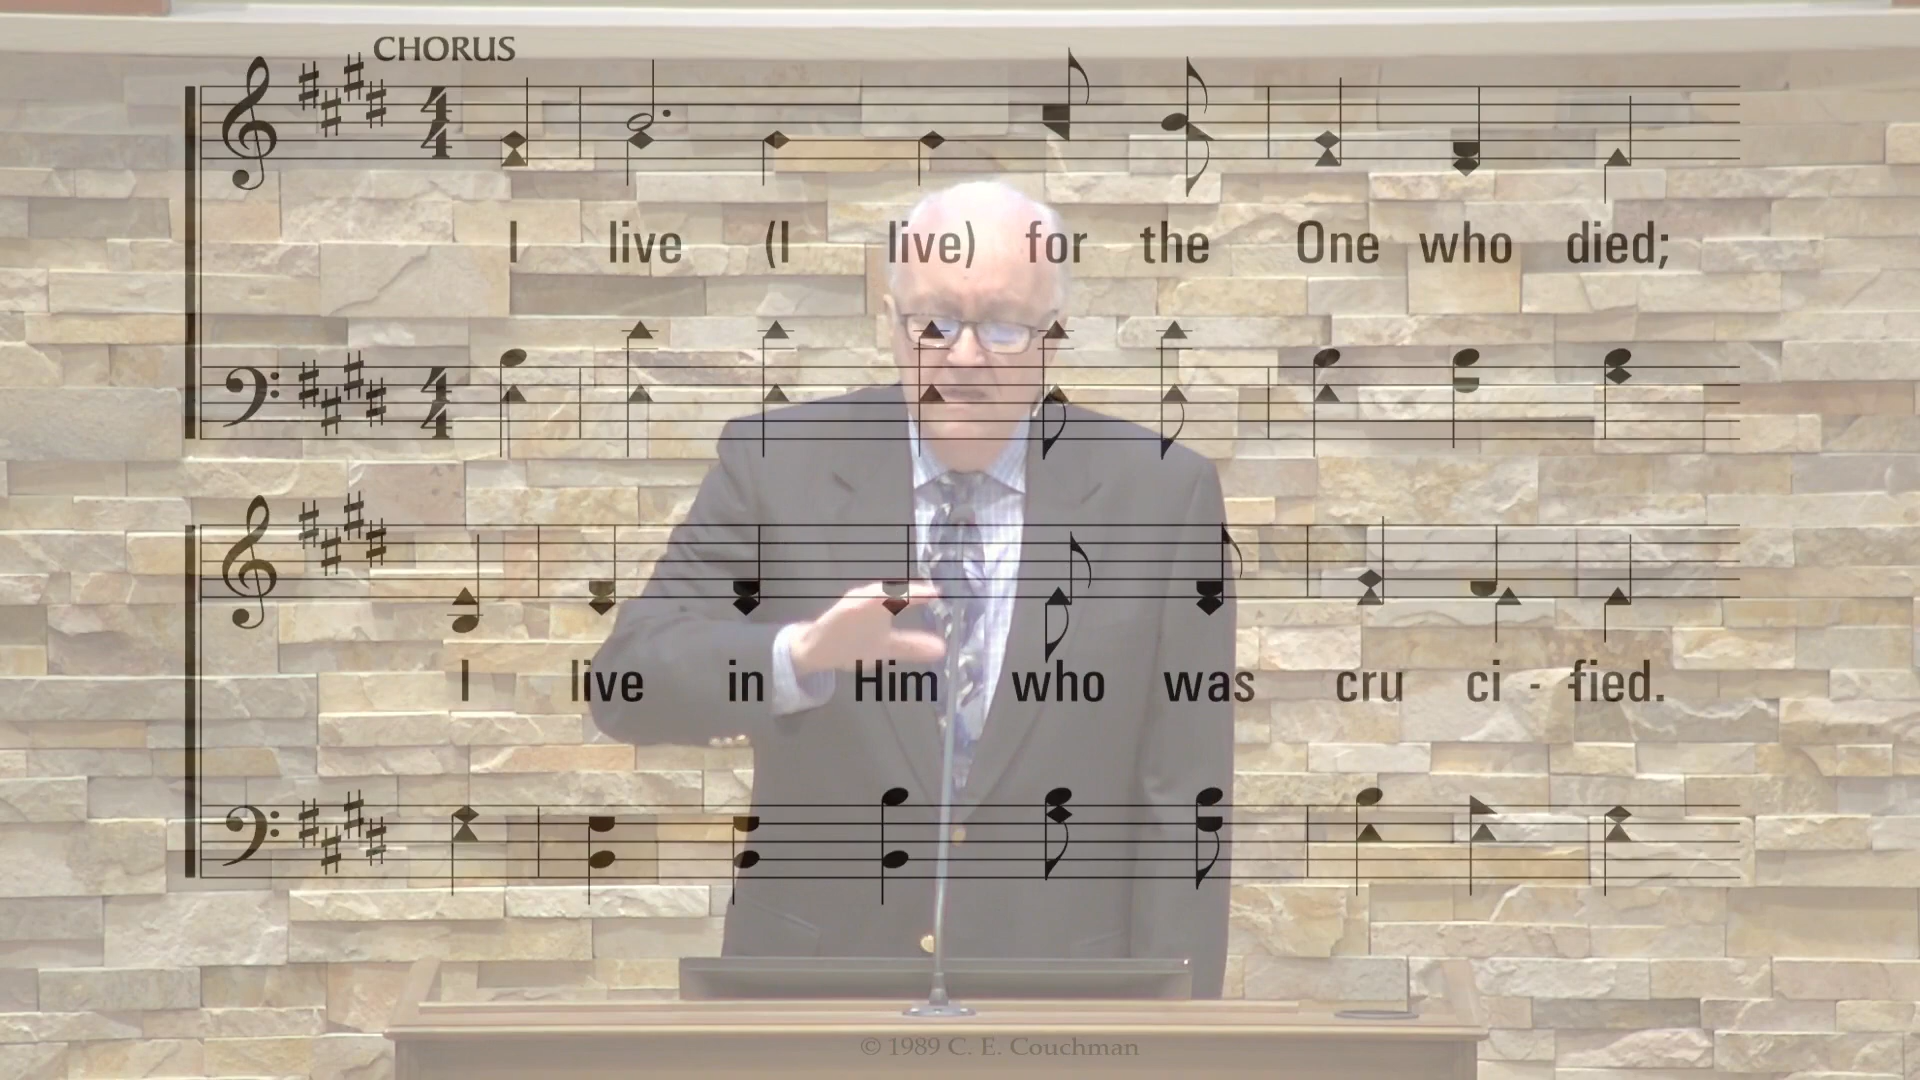 CHORUS
I live (I live) for the One who died;
I live in Him who was cru ci - fied.
© 1989 C. E. Couchman